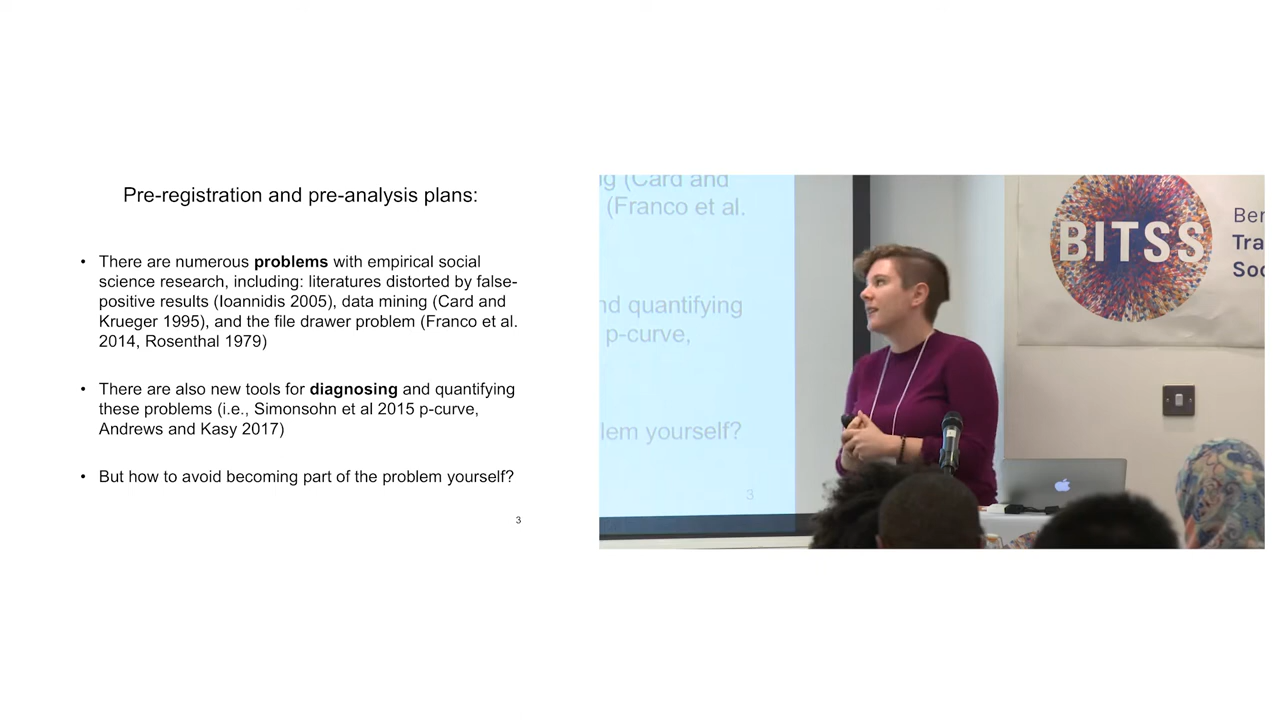 Pre-registration and pre-analysis plans:
• There are numerous problems with empirical social
science research, including: literatures distorted by false-
positive results (Ioannidis 2005), data mining (Card and
Krueger 1995), and the file drawer problem (Franco et al.
2014, Rosenthal 1979)
• There are also new tools for diagnosing and quantifying
these problems (i.e., Simonsohn et al 2015 p-curve,
Andrews and Kasy 2017)
• But how to avoid becoming part of the problem yourself?
3
(Card and
(Franco et al.
quantifying
p-curve,
yourself?
3
BITSS
Ber
Tra
Soc